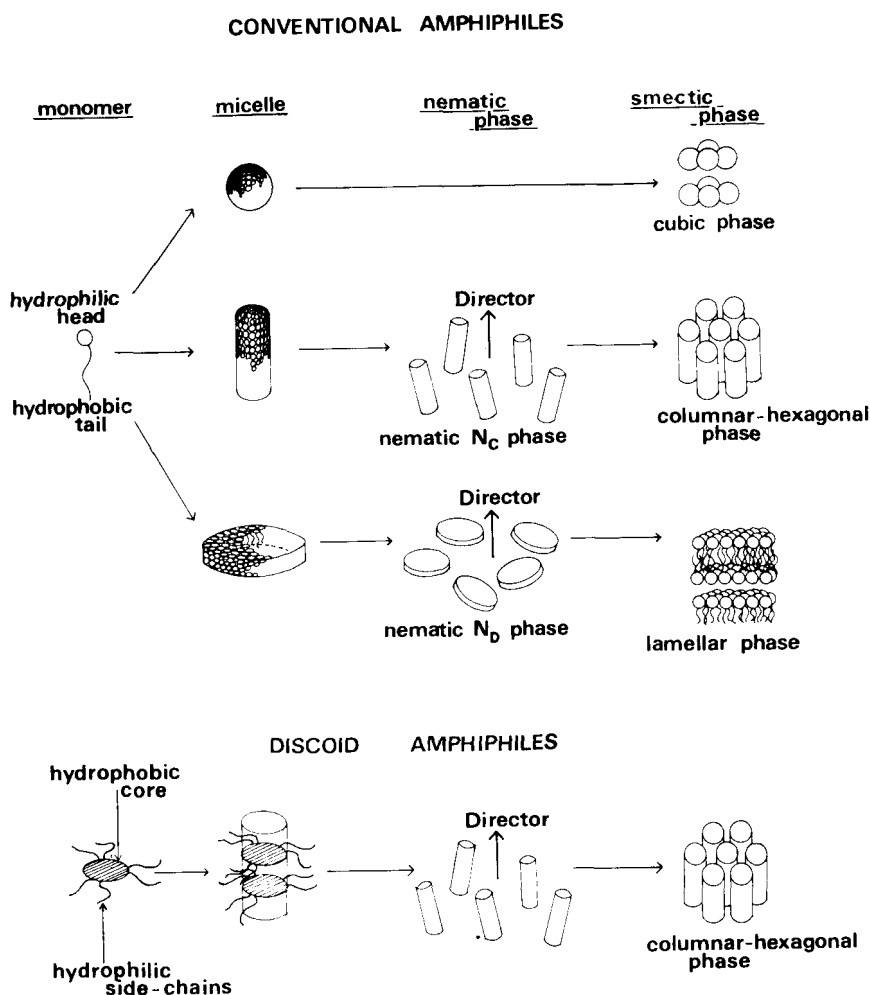 CONVENTIONAL AMPHIPHILES
monomer
micelle
nematic
phase
smectic
phase
cubic phase
hydrophilic
head
hydrophobic
tail
Director
nematic N_C phase
columnar-hexagonal
phase
Director
nematic N_D phase
lamellar phase
DISCOID AMPHIPHILES
hydrophobic
core
hydrophilic
side-chains
Director
columnar-hexagonal
phase